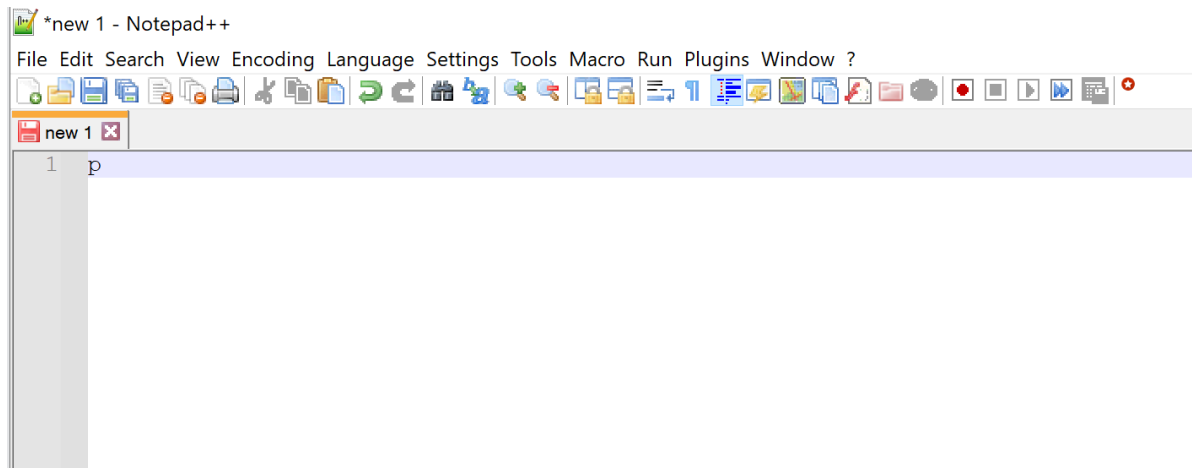 *new 1 - Notepad++
File Edit Search View Encoding Language Settings Tools Macro Run Plugins Window ?
new 1
1 p